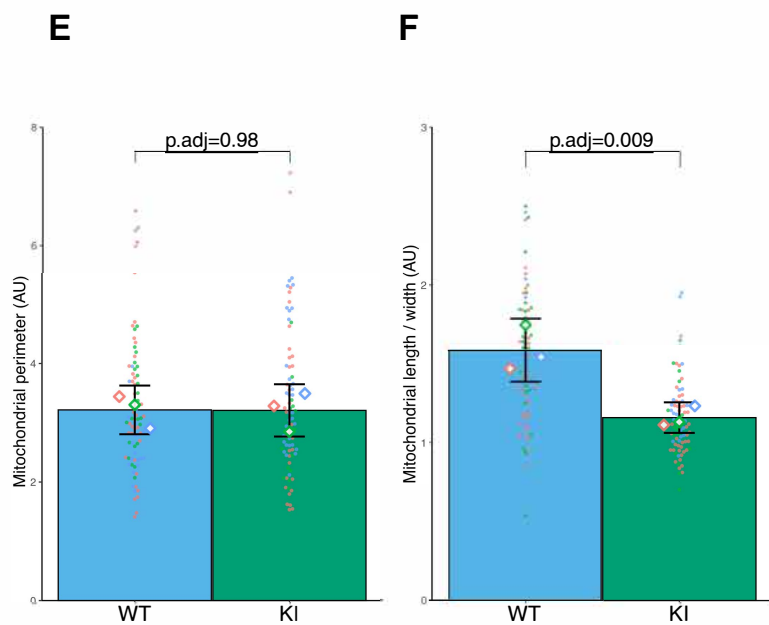 E
F
8
p.adj=0.98
6
4
2
0
Mitochondrial perimeter (AU)
WT
KI
3
p.adj=0.009
2
1
0
Mitochondrial length / width (AU)
WT
KI